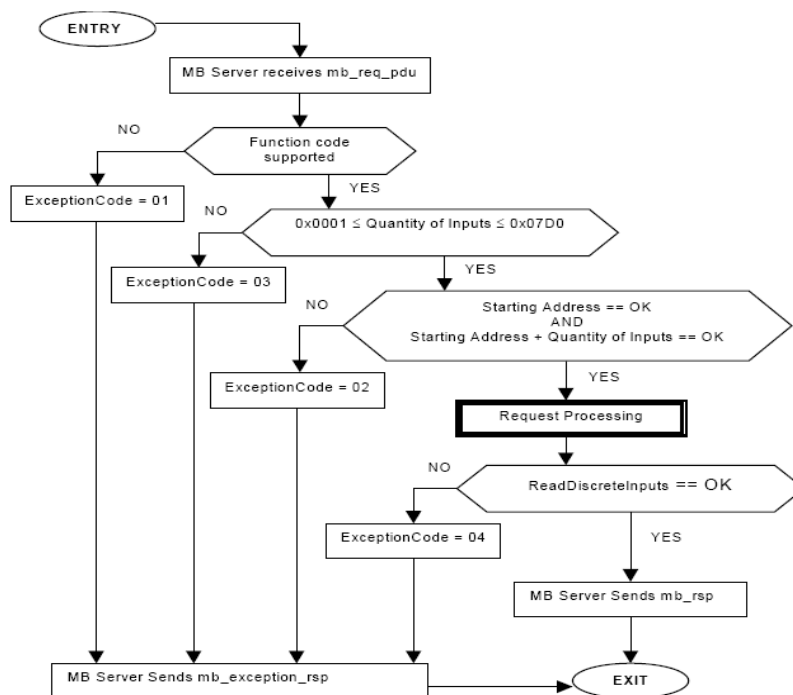 ENTRY
MB Server receives mb_req_pdu
NO
Function code
supported
YES
ExceptionCode = 01
NO
0x0001 ≤ Quantity of Inputs ≤ 0x07D0
YES
ExceptionCode = 03
NO
Starting Address == OK
AND
Starting Address + Quantity of Inputs == OK
YES
ExceptionCode = 02
Request Processing
NO
ReadDiscreteInputs == OK
YES
ExceptionCode = 04
MB Server Sends mb_rsp
MB Server Sends mb_exception_rsp
EXIT